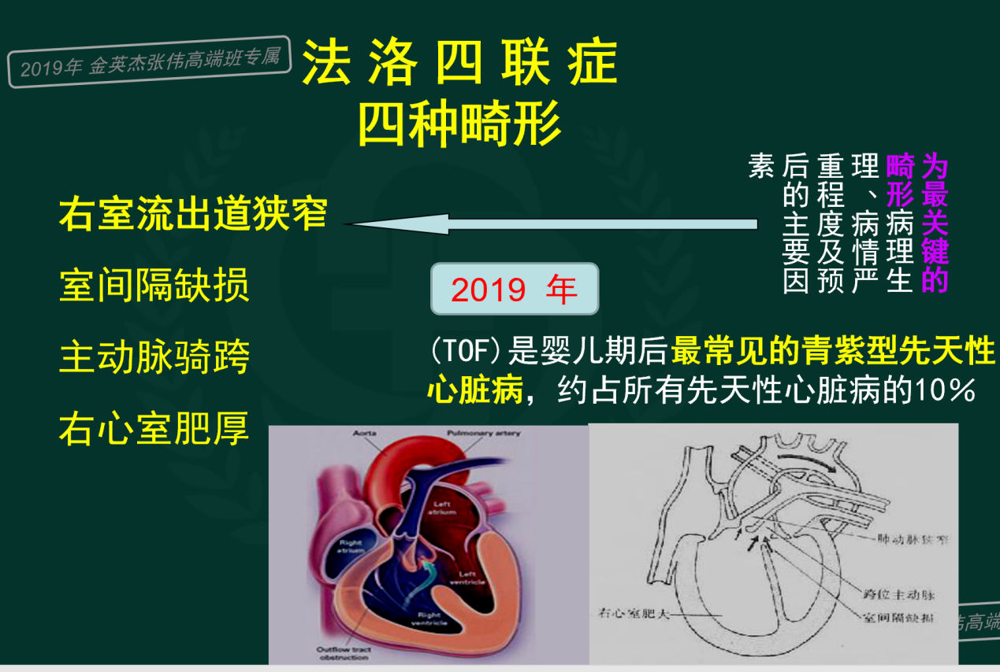 2019年 金英杰张伟高端班专属
法洛四联症
四种畸形
为最关键的
畸形病理生
理、病情严
重程度及预
后的主要因
素
右室流出道狭窄
室间隔缺损
主动脉骑跨
右心室肥厚
2019 年
(TOF)是婴儿期后最常见的青紫型先天性
心脏病，约占所有先天性心脏病的10%
Aorta
Pulmonary artery
Left
atrium
Right
atrium
Left
ventricle
Right
ventricle
Outflow tract
obstruction
肺动脉狭窄
跨位主动脉
室间隔缺损
右心室肥大
伟高端